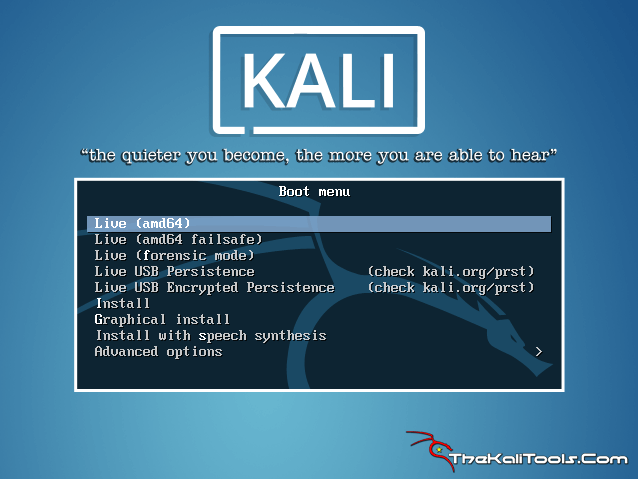 KALI
“the quieter you become, the more you are able to hear”
Boot menu
Live (amd64)
Live (amd64 failsafe)
Live (forensic mode)
Live USB Persistence (check kali.org/prst)
Live USB Encrypted Persistence (check kali.org/prst)
Install
Graphical install
Install with speech synthesis
Advanced options >
TheKaliTools.Com